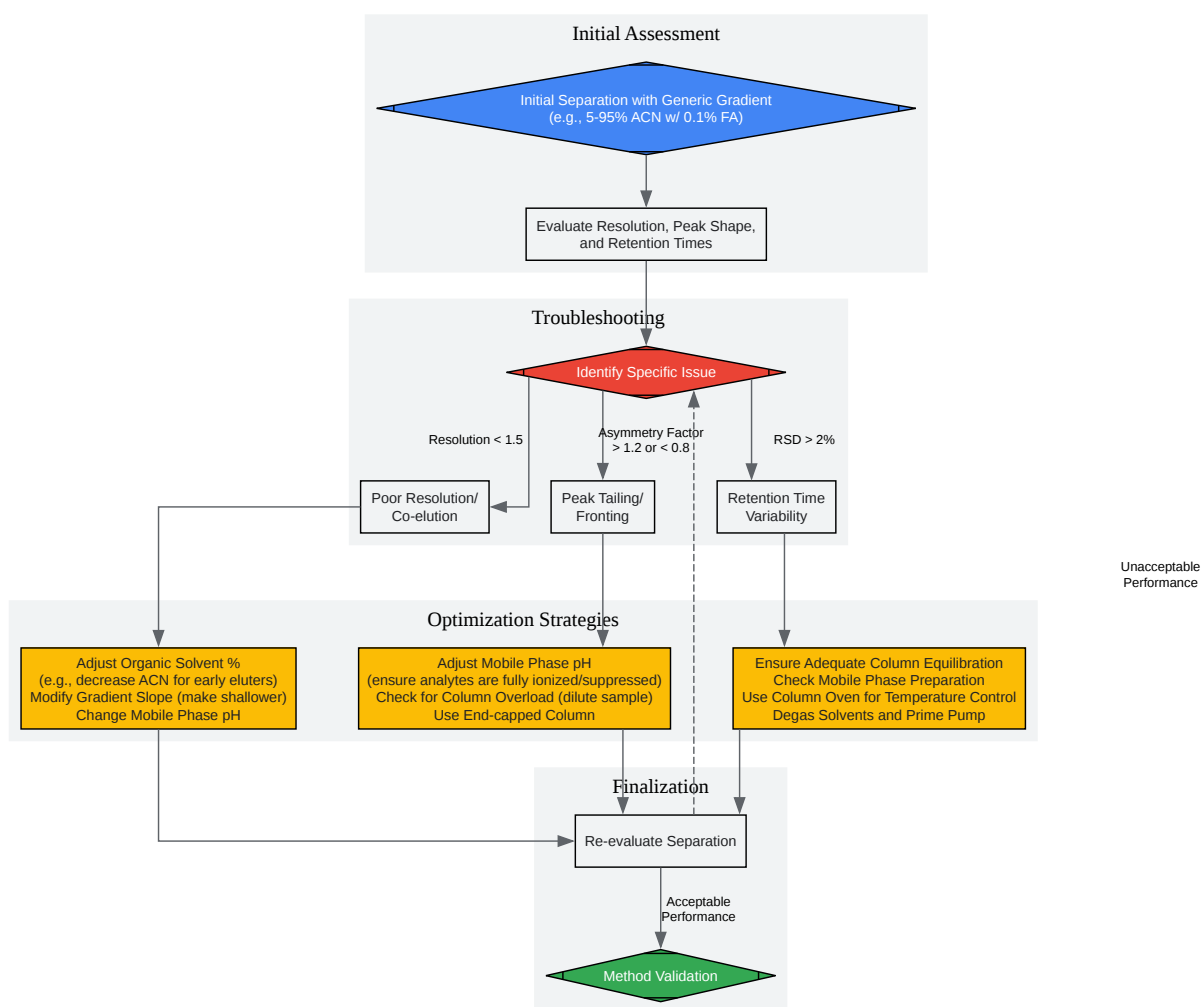 Initial Assessment
Initial Separation with Generic Gradient
(e.g., 5-95% ACN w/ 0.1% FA)
Evaluate Resolution, Peak Shape,
and Retention Times
Troubleshooting
Identify Specific Issue
Resolution < 1.5
Asymmetry Factor
> 1.2 or < 0.8
RSD > 2%
Poor Resolution/
Co-elution
Peak Tailing/
Fronting
Retention Time
Variability
Unacceptable
Performance
Optimization Strategies
Adjust Organic Solvent %
(e.g., decrease ACN for early eluters)
Modify Gradient Slope (make shallower)
Change Mobile Phase pH
Adjust Mobile Phase pH
(ensure analytes are fully ionized/suppressed)
Check for Column Overload (dilute sample)
Use End-capped Column
Ensure Adequate Column Equilibration
Check Mobile Phase Preparation
Use Column Oven for Temperature Control
Degas Solvents and Prime Pump
Finalization
Re-evaluate Separation
Acceptable
Performance
Method Validation